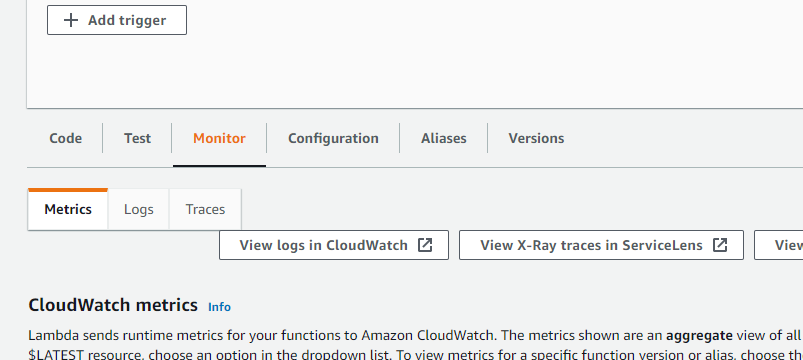 Add trigger
Code Test Monitor Configuration Aliases Versions
Metrics Logs Traces
View logs in CloudWatch View X-Ray traces in ServiceLens View
CloudWatch metrics Info
Lambda sends runtime metrics for your functions to Amazon CloudWatch. The metrics shown are an aggregate view of all
$LATEST resource, choose an option in the dropdown list. To view metrics for a specific function version or alias, choose th